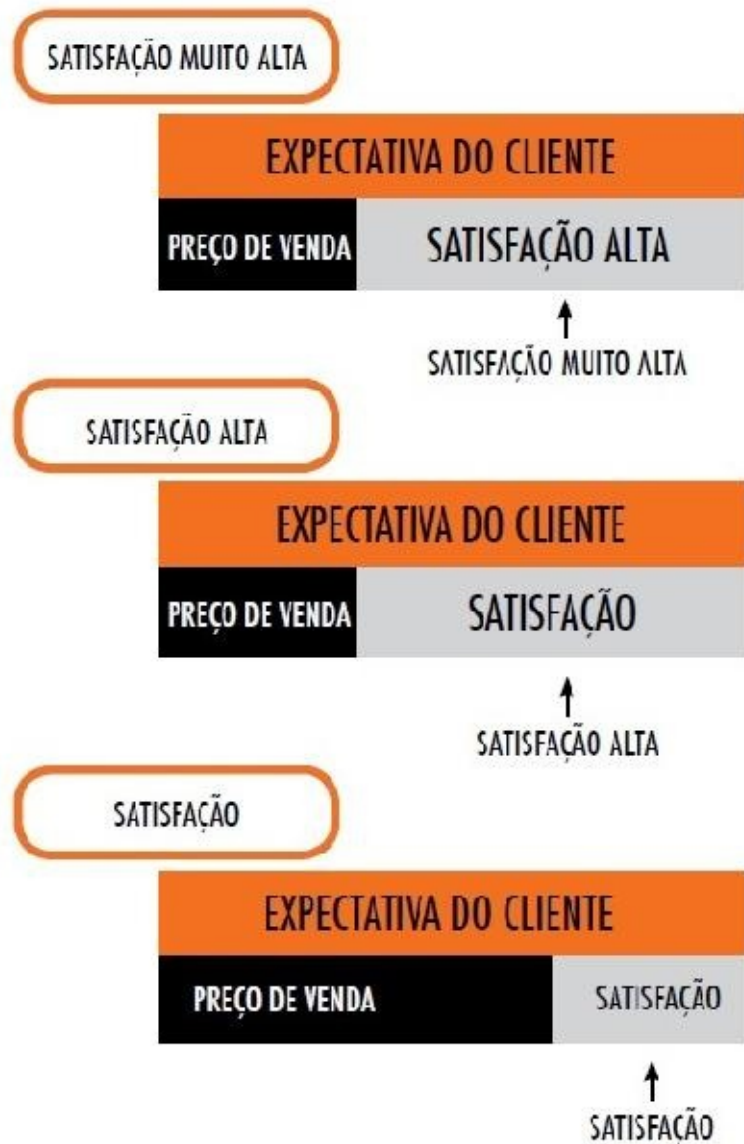 SATISFAÇÃO MUITO ALTA
EXPECTATIVA DO CLIENTE
PREÇO DE VENDA
SATISFAÇÃO ALTA
SATISFAÇÃO MUITO ALTA
SATISFAÇÃO ALTA
EXPECTATIVA DO CLIENTE
PREÇO DE VENDA
SATISFAÇÃO
SATISFAÇÃO ALTA
SATISFAÇÃO
EXPECTATIVA DO CLIENTE
PREÇO DE VENDA
SATISFAÇÃO
SATISFAÇÃO